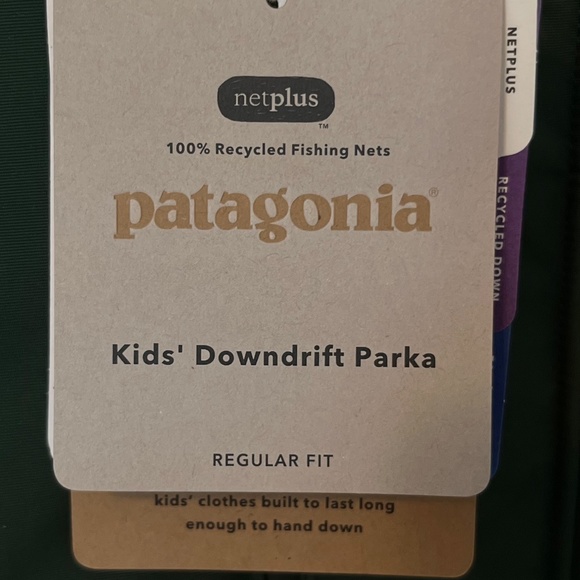 netplus™
100% Recycled Fishing Nets
patagonia®
Kids' Downdrift Parka
REGULAR FIT
kids' clothes built to last long
enough to hand down
NETPLUS
RECYCLED DOWN